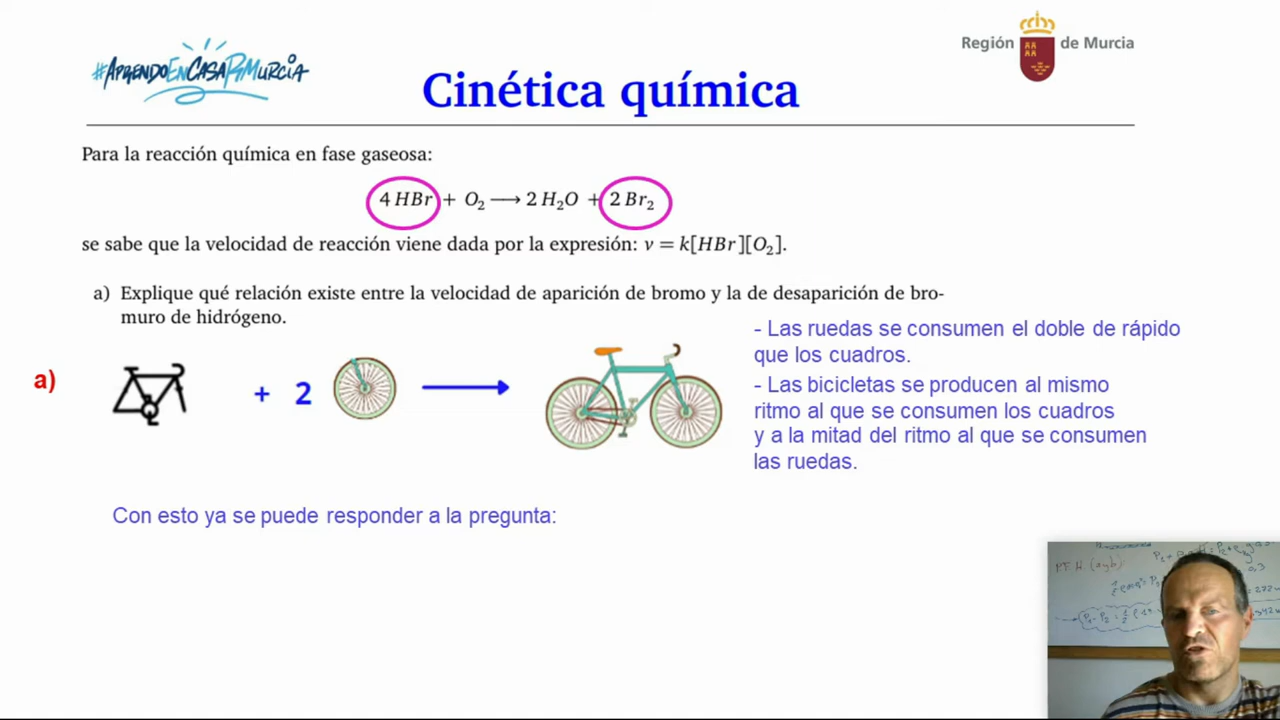 #AprendoEnCasaRMurcia
Región de Murcia
Cinética química
Para la reacción química en fase gaseosa:
4 HBr + O₂ ⟶ 2 H₂O + 2 Br₂
se sabe que la velocidad de reacción viene dada por la expresión: v = k[HBr][O₂].
a) Explique qué relación existe entre la velocidad de aparición de bromo y la de desaparición de bro-
muro de hidrógeno.
- Las ruedas se consumen el doble de rápido
que los cuadros.
- Las bicicletas se producen al mismo
ritmo al que se consumen los cuadros
y a la mitad del ritmo al que se consumen
las ruedas.
a)
+ 2
Con esto ya se puede responder a la pregunta: